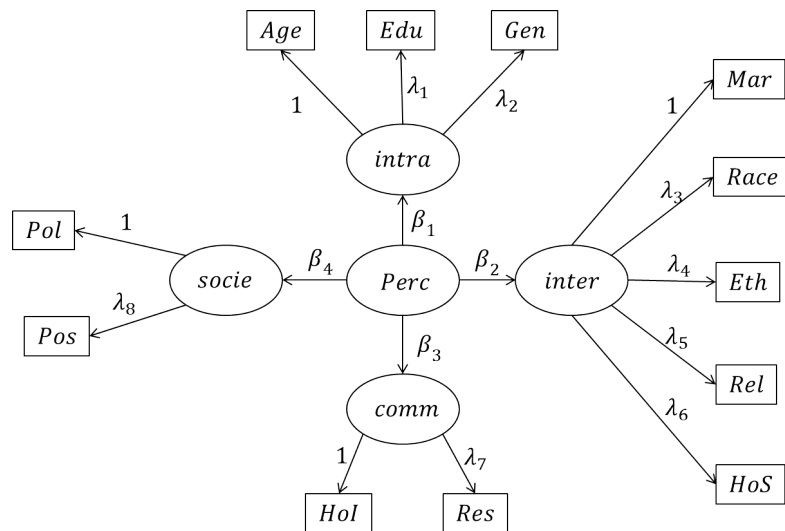 Age
Edu
Gen
1
λ₁
λ₂
intra
Mar
1
Race
λ₃
Pol
1
β₁
socie
β₄
Perc
β₂
inter
λ₄
Eth
Pos
λ₈
β₃
λ₅
Rel
comm
λ₆
1
λ₇
HoI
Res
HoS